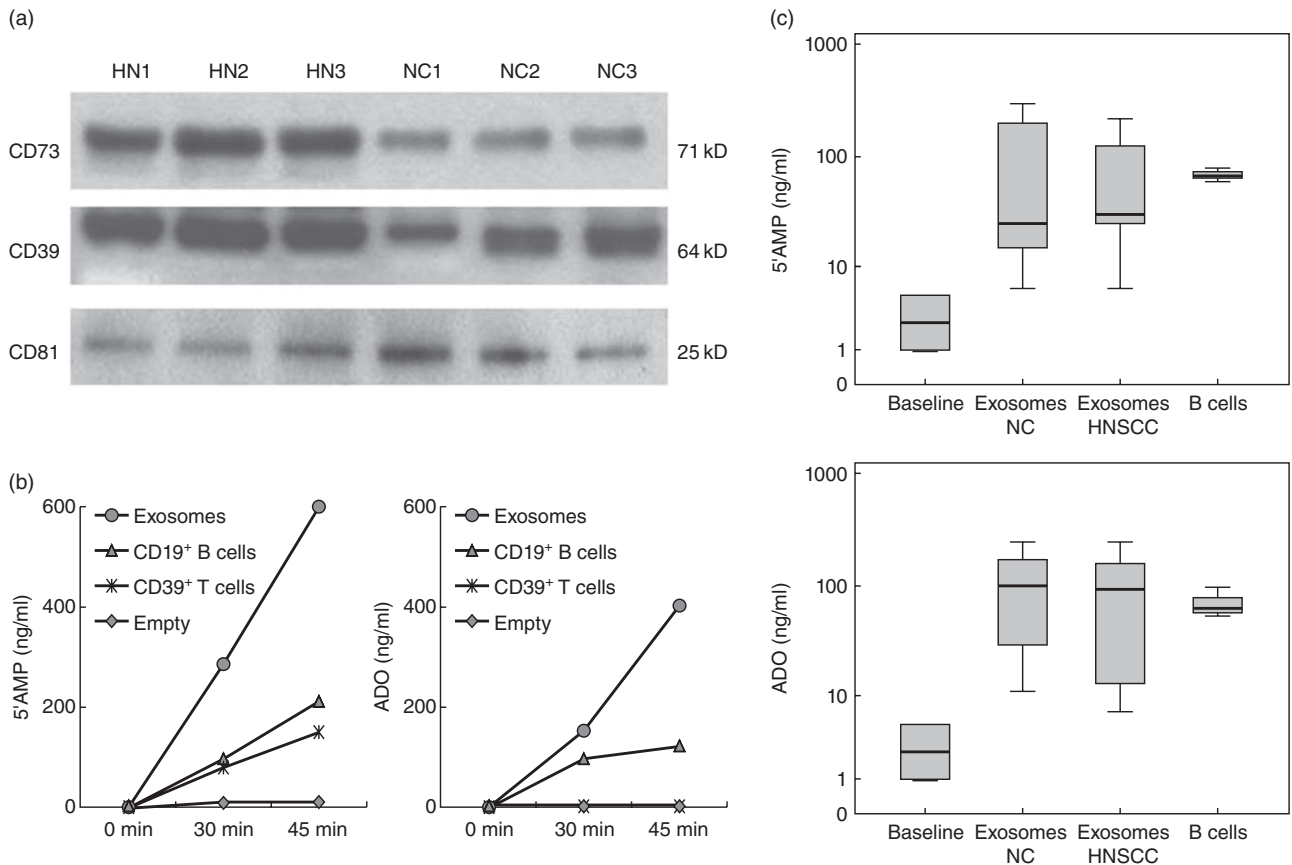 (a)
HN1 HN2 HN3 NC1 NC2 NC3
CD73 71 kD
CD39 64 kD
CD81 25 kD
(b)
600
400
200
0
5'AMP (ng/ml)
Exosomes
CD19+ B cells
CD39+ T cells
Empty
0 min 30 min 45 min
600
400
200
0
ADO (ng/ml)
Exosomes
CD19+ B cells
CD39+ T cells
Empty
0 min 30 min 45 min
(c)
1000
100
10
1
0
5'AMP (ng/ml)
Baseline Exosomes Exosomes B cells
NC HNSCC
1000
100
10
1
0
ADO (ng/ml)
Baseline Exosomes Exosomes B cells
NC HNSCC